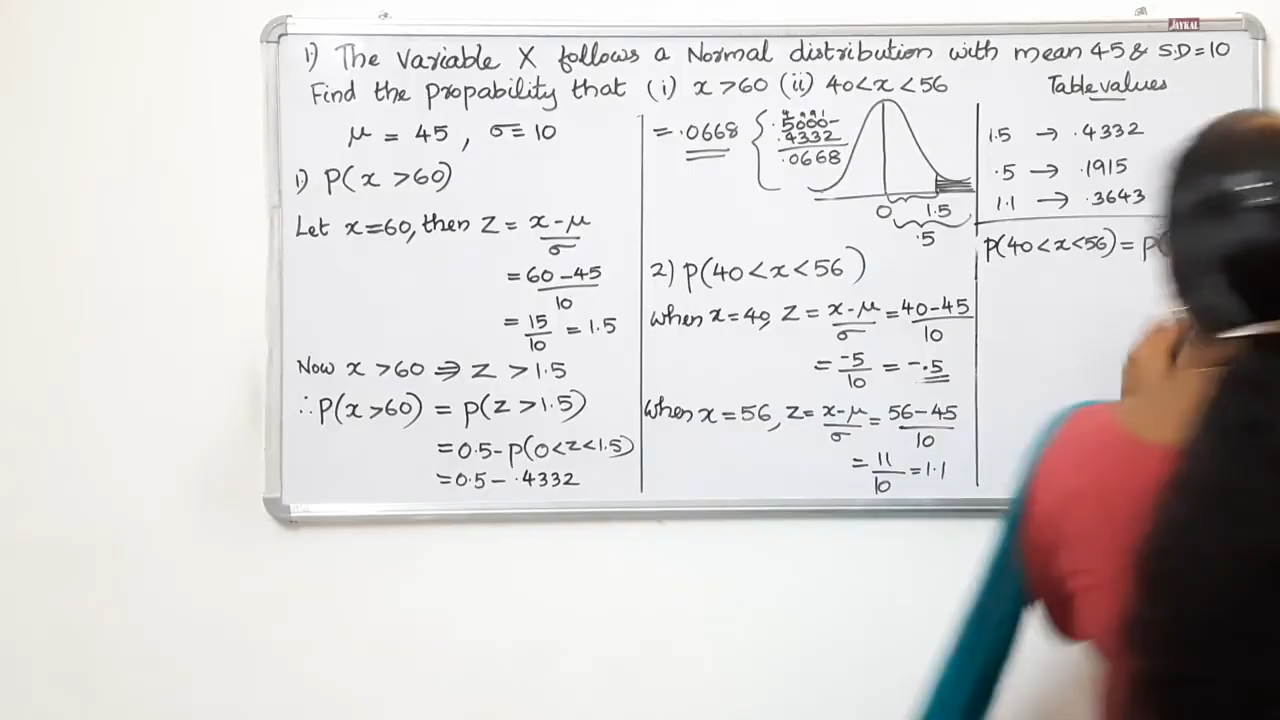 JAYKAL
1) The variable X follows a Normal distribution with mean 45 & S.D=10
Find the propability that (i) x >60 (ii) 40<x <56
μ = 45 , σ=10
1) P(x >60)
Let x=60, then Z = x-μ
σ
= 60-45
10
= 15
10 = 1.5
Now x >60 ⇒ Z > 1.5
∴ P(x>60) = P(Z >1.5)
=0.5-P(0<z<1.5)
=0.5- .4332
= .0668
.5000-
.4332
.0668
0 1.5
.5
2) P(40<x<56)
when x=40, Z = x-μ = 40-45
σ 10
= -5 = -.5
10
when x=56, Z= x-μ = 56-45
σ 10
= 11 =1.1
10
Table values
1.5 → .4332
.5 → .1915
1.1 → .3643
P(40<x<56) = P(